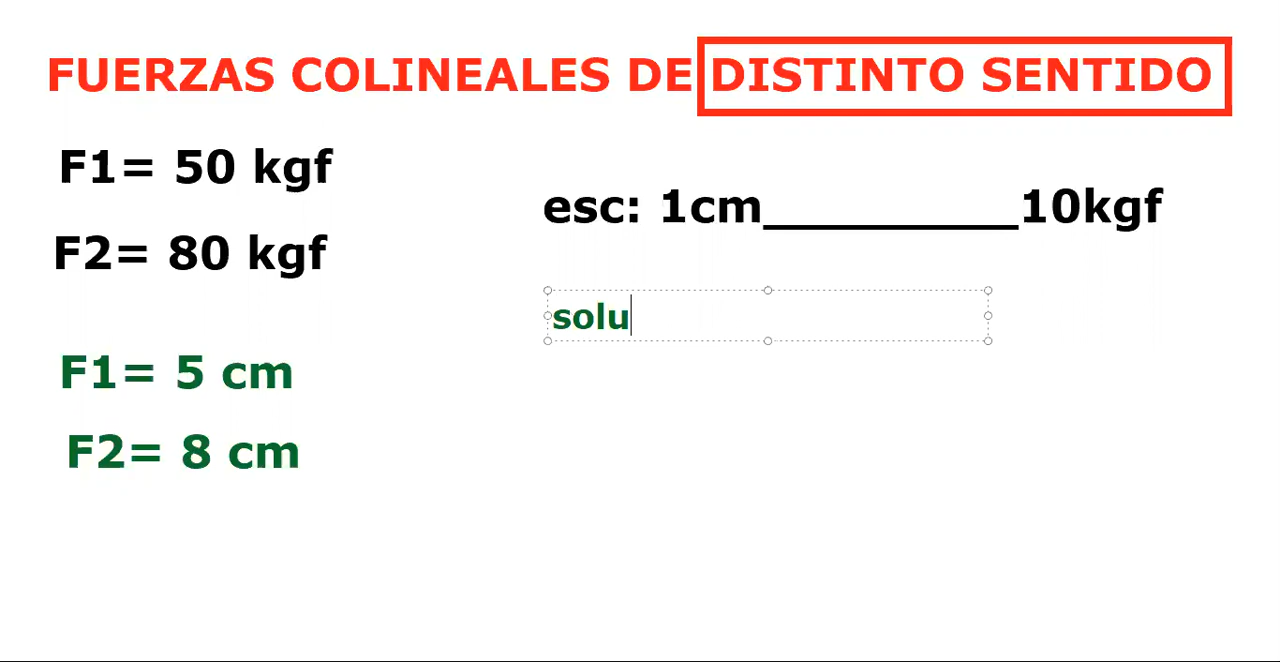 FUERZAS COLINEALES DE DISTINTO SENTIDO
F1= 50 kgf
esc: 1cm__________10kgf
F2= 80 kgf
solu
F1= 5 cm
F2= 8 cm